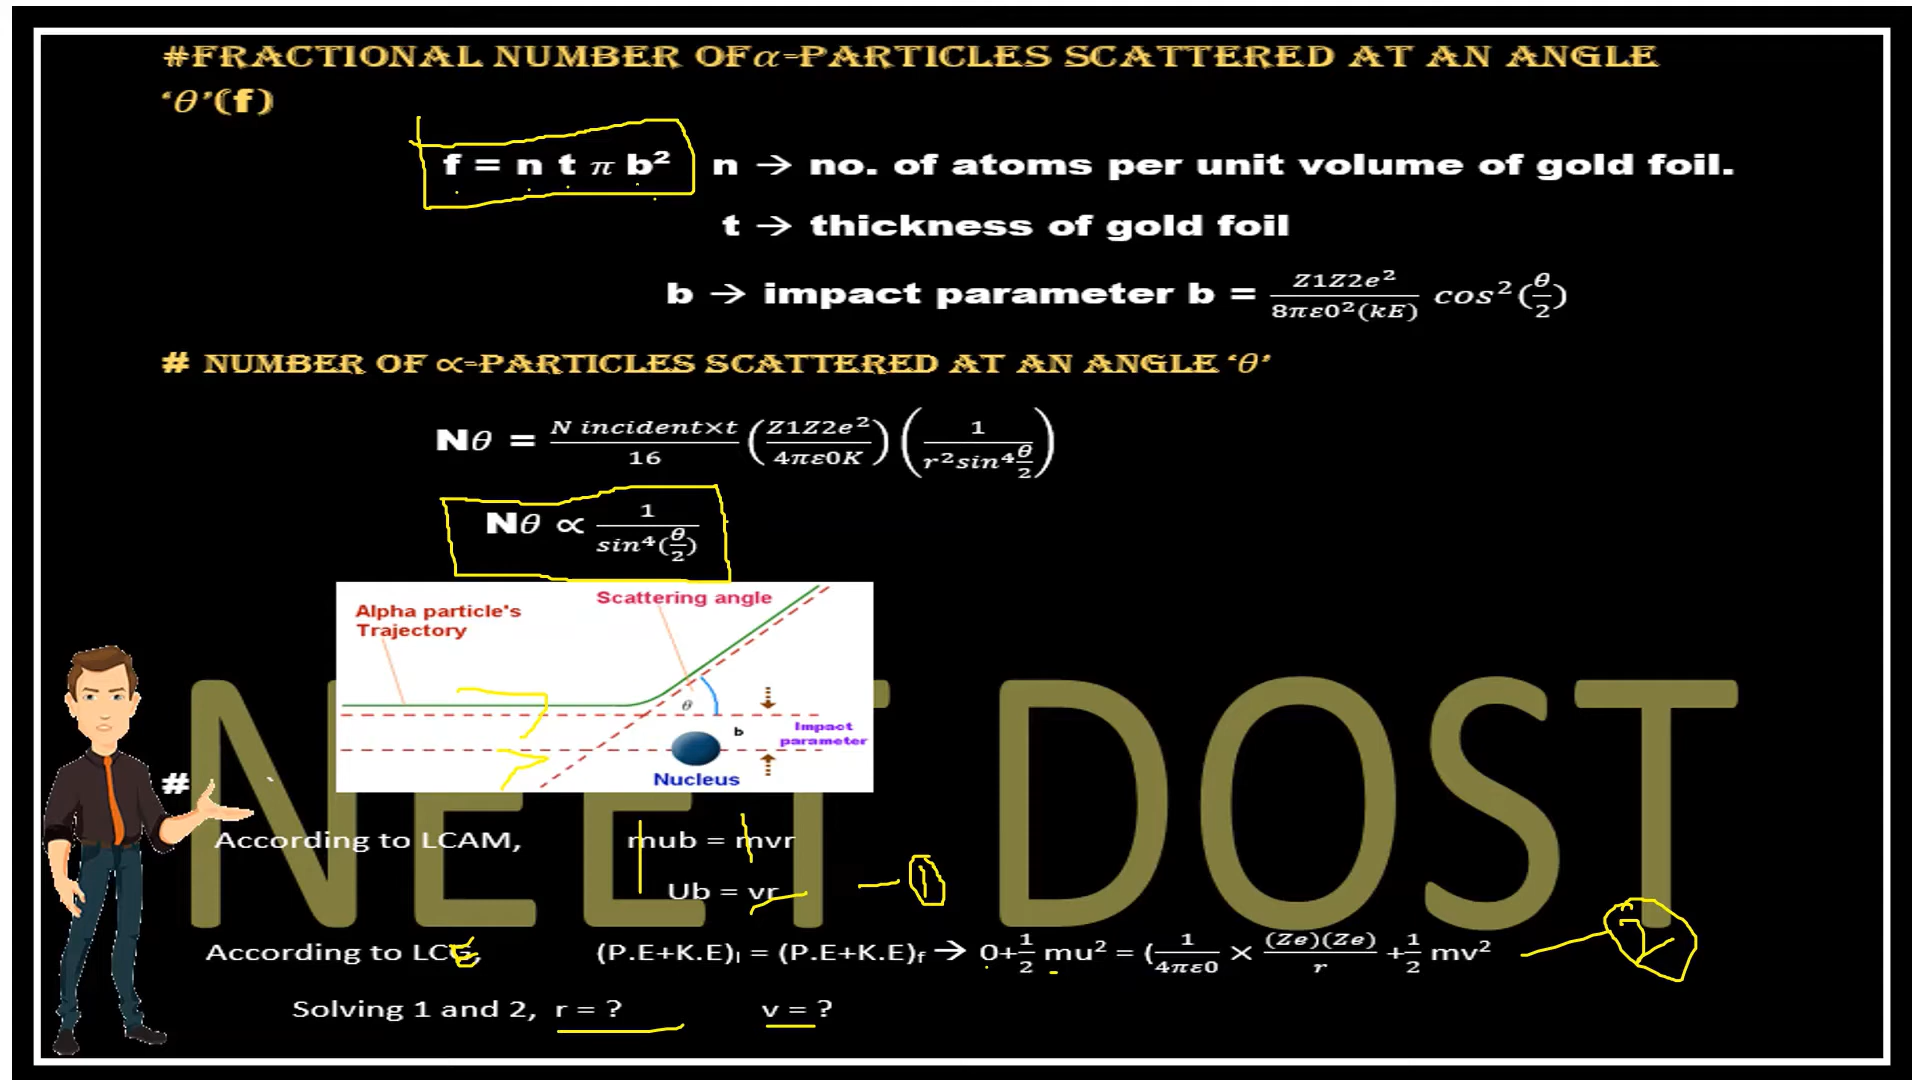 #FRACTIONAL NUMBER OF α-PARTICLES SCATTERED AT AN ANGLE
‘θ’(f)
f = n t π b² n → no. of atoms per unit volume of gold foil.
t → thickness of gold foil
b → impact parameter b = Z1Z2e²/8πε0²(kE) cos²(θ/2)
# NUMBER OF ∝-PARTICLES SCATTERED AT AN ANGLE ‘θ’
Nθ = N incident×t/16 (Z1Z2e²/4πε0K) (1/r²sin⁴θ/2)
Nθ ∝ 1/sin⁴(θ/2)
Scattering angle
Alpha particle's
Trajectory
θ
b
Impact
parameter
Nucleus
#
NEET DOST
According to LCAM, mub = mvr
Ub = vr — 1
According to LCE, (P.E+K.E)ᵢ = (P.E+K.E)f → 0+1/2 mu² = (1/4πε0 × (Ze)(Ze)/r +1/2 mv² — 2
Solving 1 and 2, r = ? v = ?